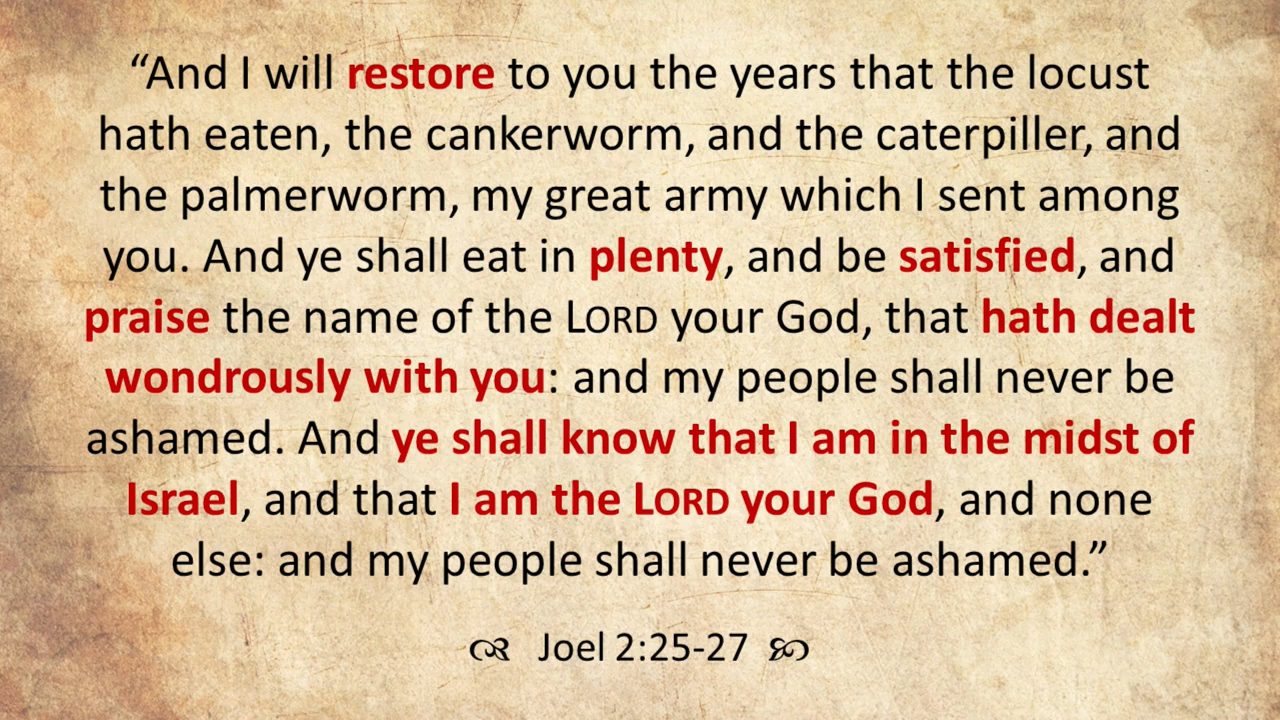 “And I will restore to you the years that the locust
hath eaten, the cankerworm, and the caterpiller, and
the palmerworm, my great army which I sent among
you. And ye shall eat in plenty, and be satisfied, and
praise the name of the LORD your God, that hath dealt
wondrously with you: and my people shall never be
ashamed. And ye shall know that I am in the midst of
Israel, and that I am the LORD your God, and none
else: and my people shall never be ashamed.”
Joel 2:25-27